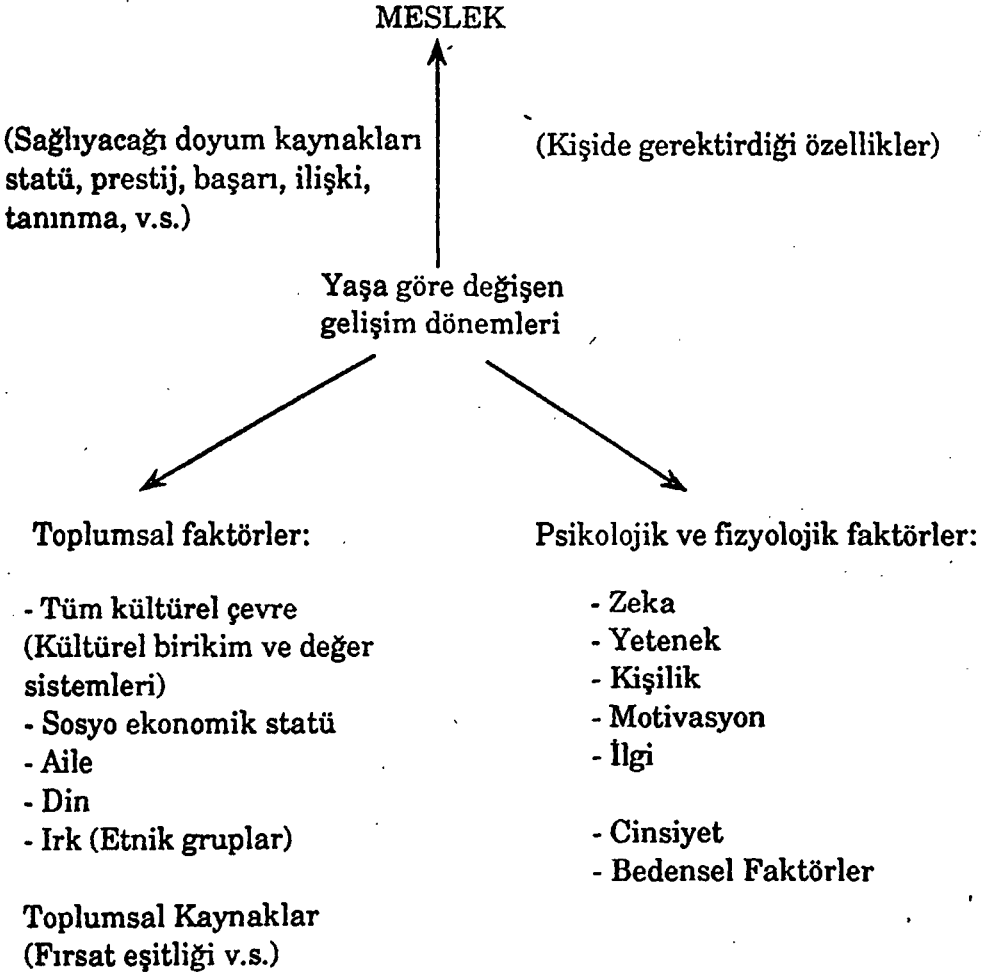 MESLEK
(Sağlıyacağı doyum kaynakları
statü, prestij, başarı, ilişki,
tanınma, v.s.)
(Kişide gerektirdiği özellikler)
Yaşa göre değişen
gelişim dönemleri
Toplumsal faktörler:
- Tüm kültürel çevre
(Kültürel birikim ve değer
sistemleri)
- Sosyo ekonomik statü
- Aile
- Din
- Irk (Etnik gruplar)
Toplumsal Kaynaklar
(Fırsat eşitliği v.s.)
Psikolojik ve fizyolojik faktörler:
- Zeka
- Yetenek
- Kişilik
- Motivasyon
- İlgi
- Cinsiyet
- Bedensel Faktörler